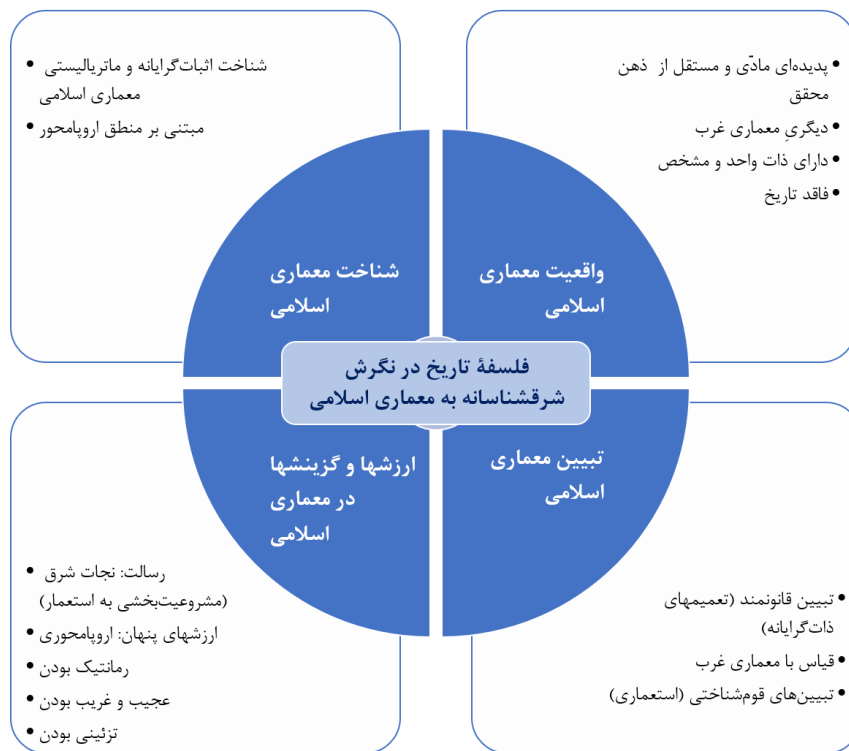 فلسفهٔ تاریخ در نگرش
شرقشناسانه به معماری اسلامی
واقعیت معماری
اسلامی
• پدیده‌ای مادّی و مستقل از ذهن
محقق
• دیگریِ معماری غرب
• دارای ذات واحد و مشخص
• فاقد تاریخ
شناخت معماری
اسلامی
• شناخت اثبات‌گرایانه و ماتریالیستی
معماری اسلامی
• مبتنی بر منطق اروپامحور
تبیین معماری
اسلامی
• تبیین قانونمند (تعمیمهای
ذات‌گرایانه)
• قیاس با معماری غرب
• تبیین‌های قوم‌شناختی (استعماری)
ارزشها و گزینشها
در معماری
اسلامی
• رسالت: نجات شرق
(مشروعیت‌بخشی به استعمار)
• ارزشهای پنهان: اروپامحوری
• رمانتیک بودن
• عجیب و غریب بودن
• تزئینی بودن